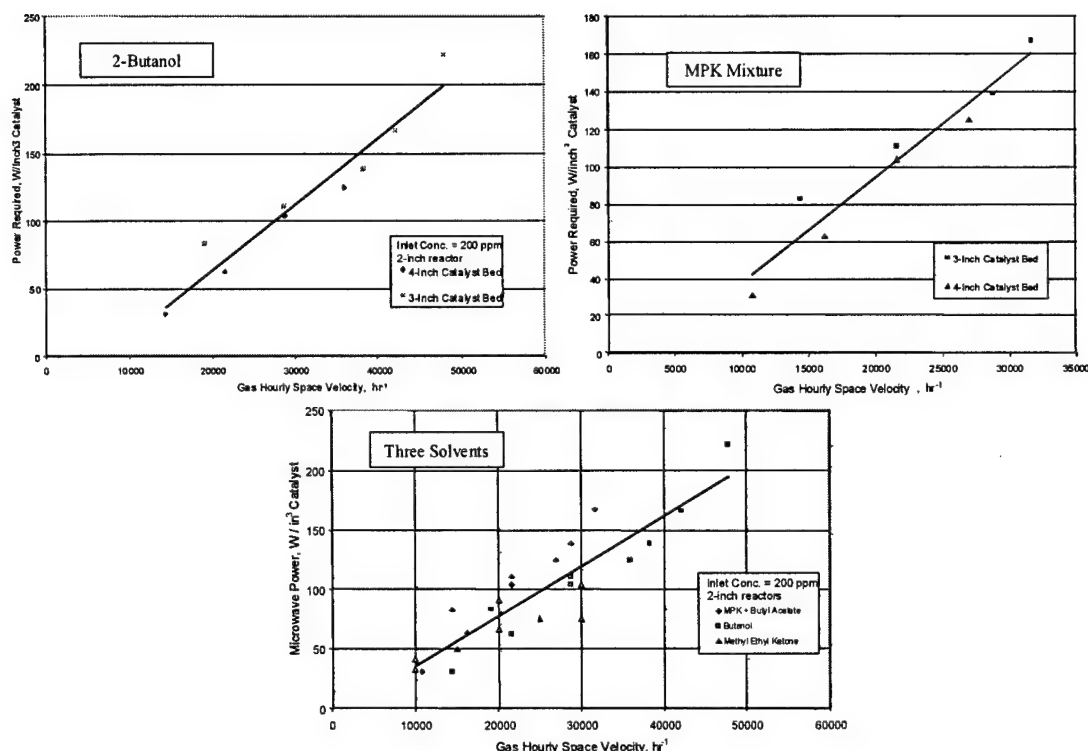 2-Butanol
Power Required, W/Inch3 Catalyst
250
200
150
100
50
0
0 10000 20000 30000 40000 50000 60000
Gas Hourly Space Velocity, hr¹
Inlet Conc. = 200 ppm
2-inch reactor
4-Inch Catalyst Bed
3-Inch Catalyst Bed
MPK Mixture
Power Required, W/inch³ Catalyst
180
160
140
120
100
80
60
40
20
0
0 5000 10000 15000 20000 25000 30000 35000
Gas Hourly Space Velocity , hr⁻¹
3-Inch Catalyst Bed
4-Inch Catalyst Bed
Three Solvents
Microwave Power, W / in³ Catalyst
250
200
150
100
50
0
0 10000 20000 30000 40000 50000 60000
Gas Hourly Space Velocity, hr⁻¹
Inlet Conc. = 200 ppm
2-inch reactors
MPK + Butyl Acetate
Butanol
Methyl Ethyl Ketone